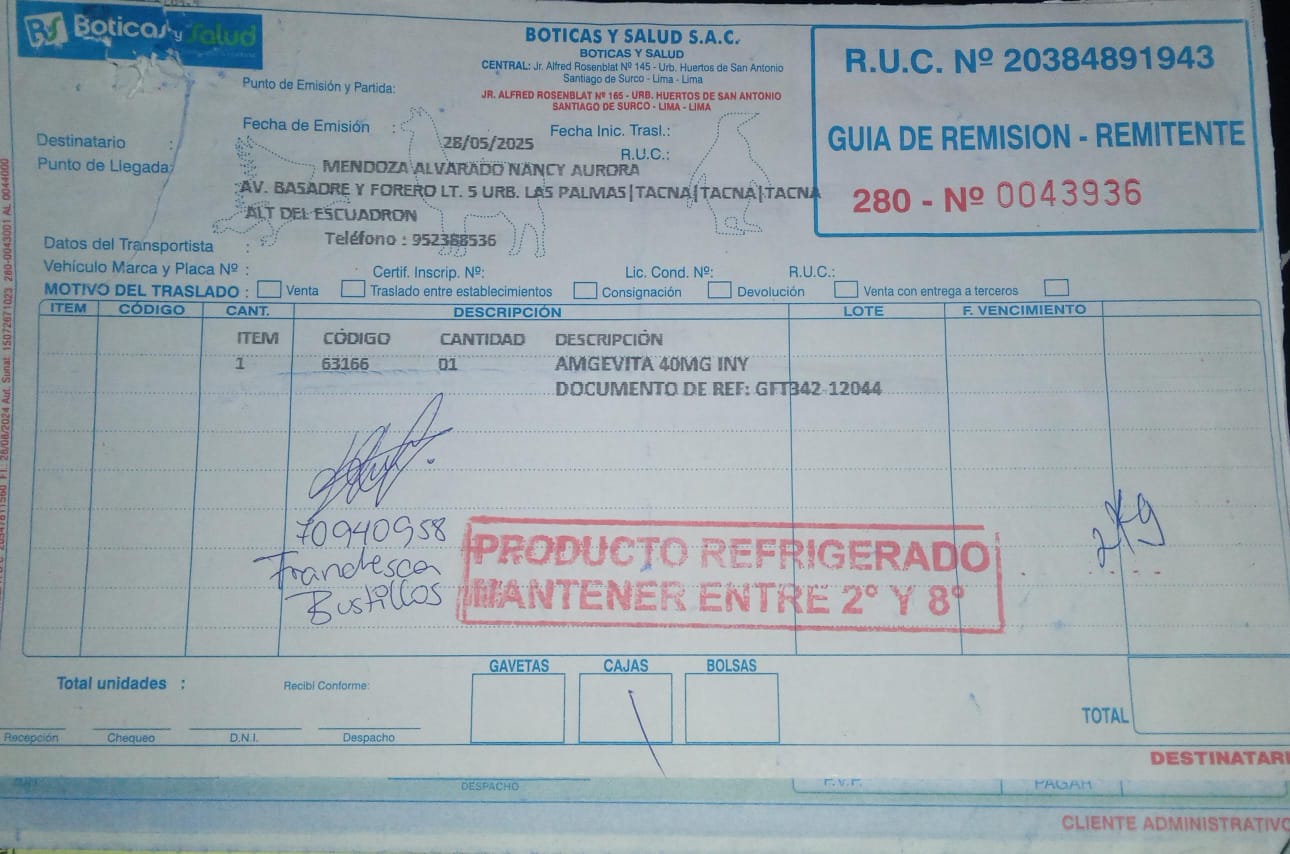 BS Boticas y Salud
BOTICAS Y SALUD S.A.C.
BOTICAS Y SALUD
CENTRAL: Jr. Alfred Rosenblat Nº 145 - Urb. Huertos de San Antonio
Santiago de Surco - Lima - Lima
Punto de Emisión y Partida:
JR. ALFRED ROSENBLAT Nº 165 - URB. HUERTOS DE SAN ANTONIO
SANTIAGO DE SURCO - LIMA - LIMA
R.U.C. Nº 20384891943
GUIA DE REMISION - REMITENTE
280 - Nº 0043936
Fecha de Emisión : 28/05/2025 Fecha Inic. Trasl.:
Destinatario : R.U.C.:
MENDOZA ALVARADO NANCY AURORA
Punto de Llegada:
AV. BASADRE Y FORERO LT. 5 URB. LAS PALMAS|TACNA|TACNA|TACNA
ALT DEL ESCUADRON
Teléfono : 952388536
Datos del Transportista :
Vehículo Marca y Placa Nº : Certif. Inscrip. Nº: Lic. Cond. Nº: R.U.C.:
MOTIVO DEL TRASLADO : Venta Traslado entre establecimientos Consignación Devolución Venta con entrega a terceros
ITEM CÓDIGO CANT. DESCRIPCIÓN LOTE F. VENCIMIENTO
ITEM CÓDIGO CANTIDAD DESCRIPCIÓN
1 63166 01 AMGEVITA 40MG INY
DOCUMENTO DE REF: GFT342-12044
70940958
Frandesca
Bustillos
PRODUCTO REFRIGERADO
MANTENER ENTRE 2° Y 8°
2Kg
GAVETAS CAJAS BOLSAS
Total unidades : Recibí Conforme:
TOTAL
Recepción Chequeo D.N.I. Despacho
DESTINATARI
DESPACHO
PAGAR
CLIENTE ADMINISTRATIVO